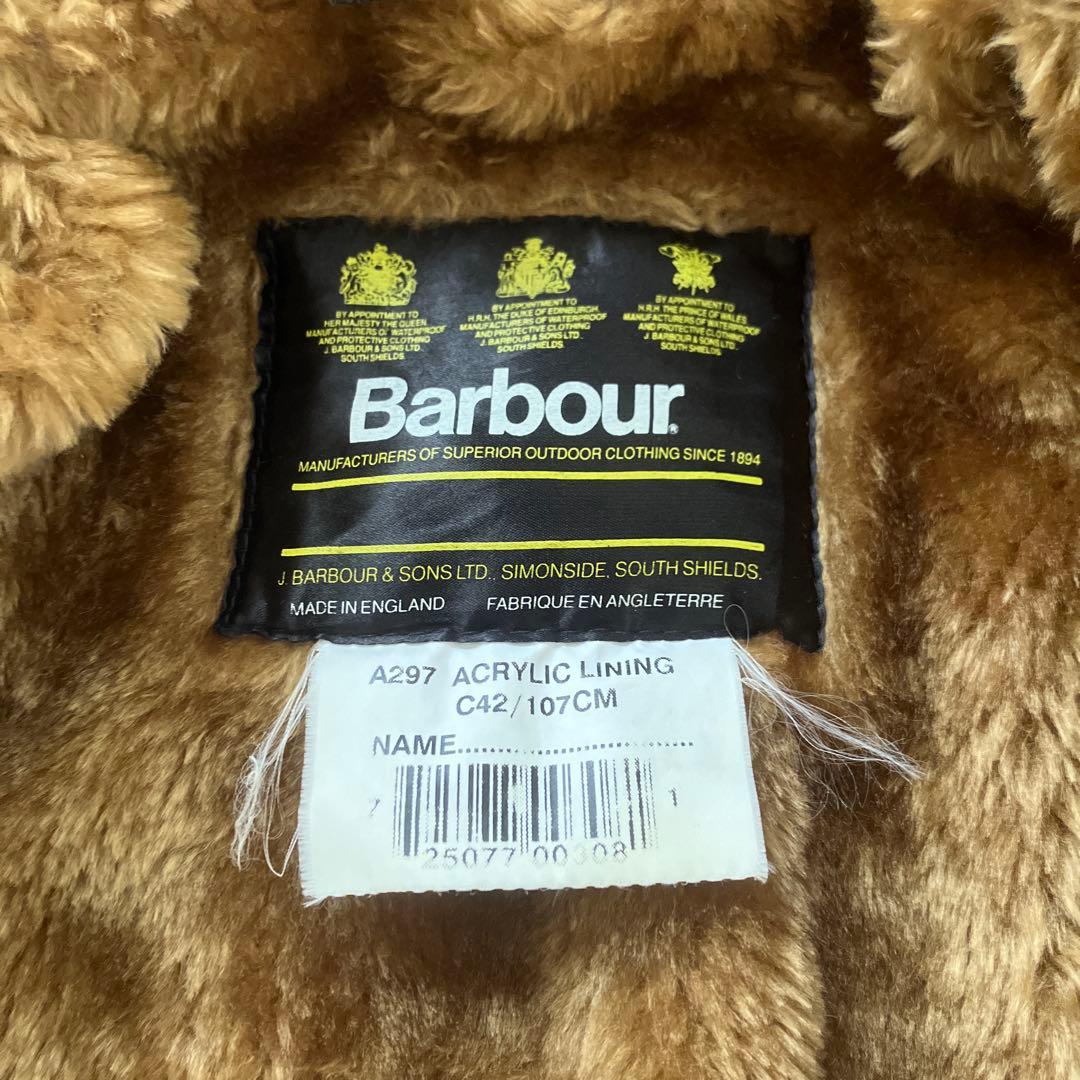 BY APPOINTMENT TO
HER MAJESTY THE QUEEN
MANUFACTURERS OF WATERPROOF
AND PROTECTIVE CLOTHING
J. BARBOUR & SONS LTD.
SOUTH SHIELDS.
BY APPOINTMENT TO
H.R.H. THE DUKE OF EDINBURGH,
MANUFACTURERS OF WATERPROOF
AND PROTECTIVE CLOTHING
J. BARBOUR & SONS LTD.
SOUTH SHIELDS.
BY APPOINTMENT TO
H.R.H. THE PRINCE OF WALES
MANUFACTURERS OF WATERPROOF
AND PROTECTIVE CLOTHING
J. BARBOUR & SONS LTD.,
SOUTH SHIELDS.
Barbour.
MANUFACTURERS OF SUPERIOR OUTDOOR CLOTHING SINCE 1894
J. BARBOUR & SONS LTD., SIMONSIDE, SOUTH SHIELDS.
MADE IN ENGLAND FABRIQUE EN ANGLETERRE
A297 ACRYLIC LINING
C42/107CM
NAME.............................
7 25077 00308 1